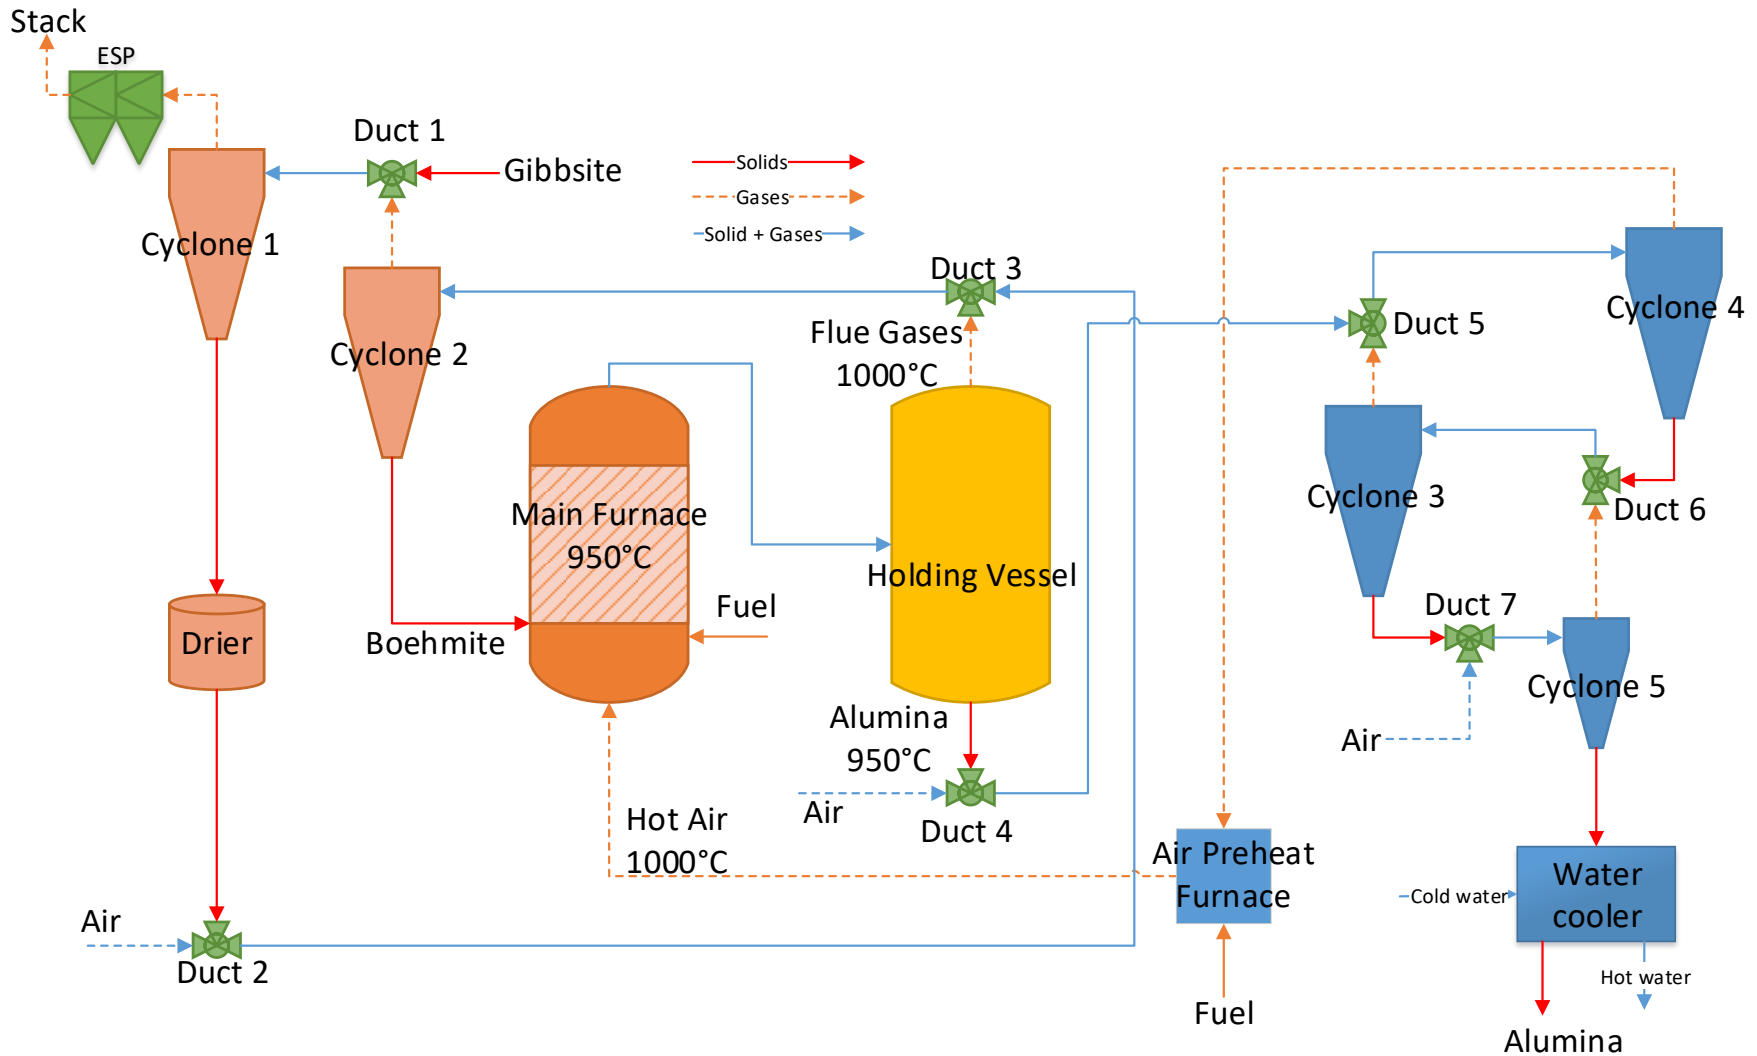 Stack
ESP
Duct 1
Gibbsite
Solids
Gases
Solid + Gases
Cyclone 1
Cyclone 2
Duct 3
Flue Gases
1000°C
Duct 5
Cyclone 4
Main Furnace
950°C
Holding Vessel
Cyclone 3
Duct 6
Fuel
Boehmite
Drier
Duct 7
Cyclone 5
Air
Alumina
950°C
Air
Duct 4
Hot Air
1000°C
Air Preheat
Furnace
Fuel
Cold water
Water
cooler
Hot water
Alumina
Air
Duct 2